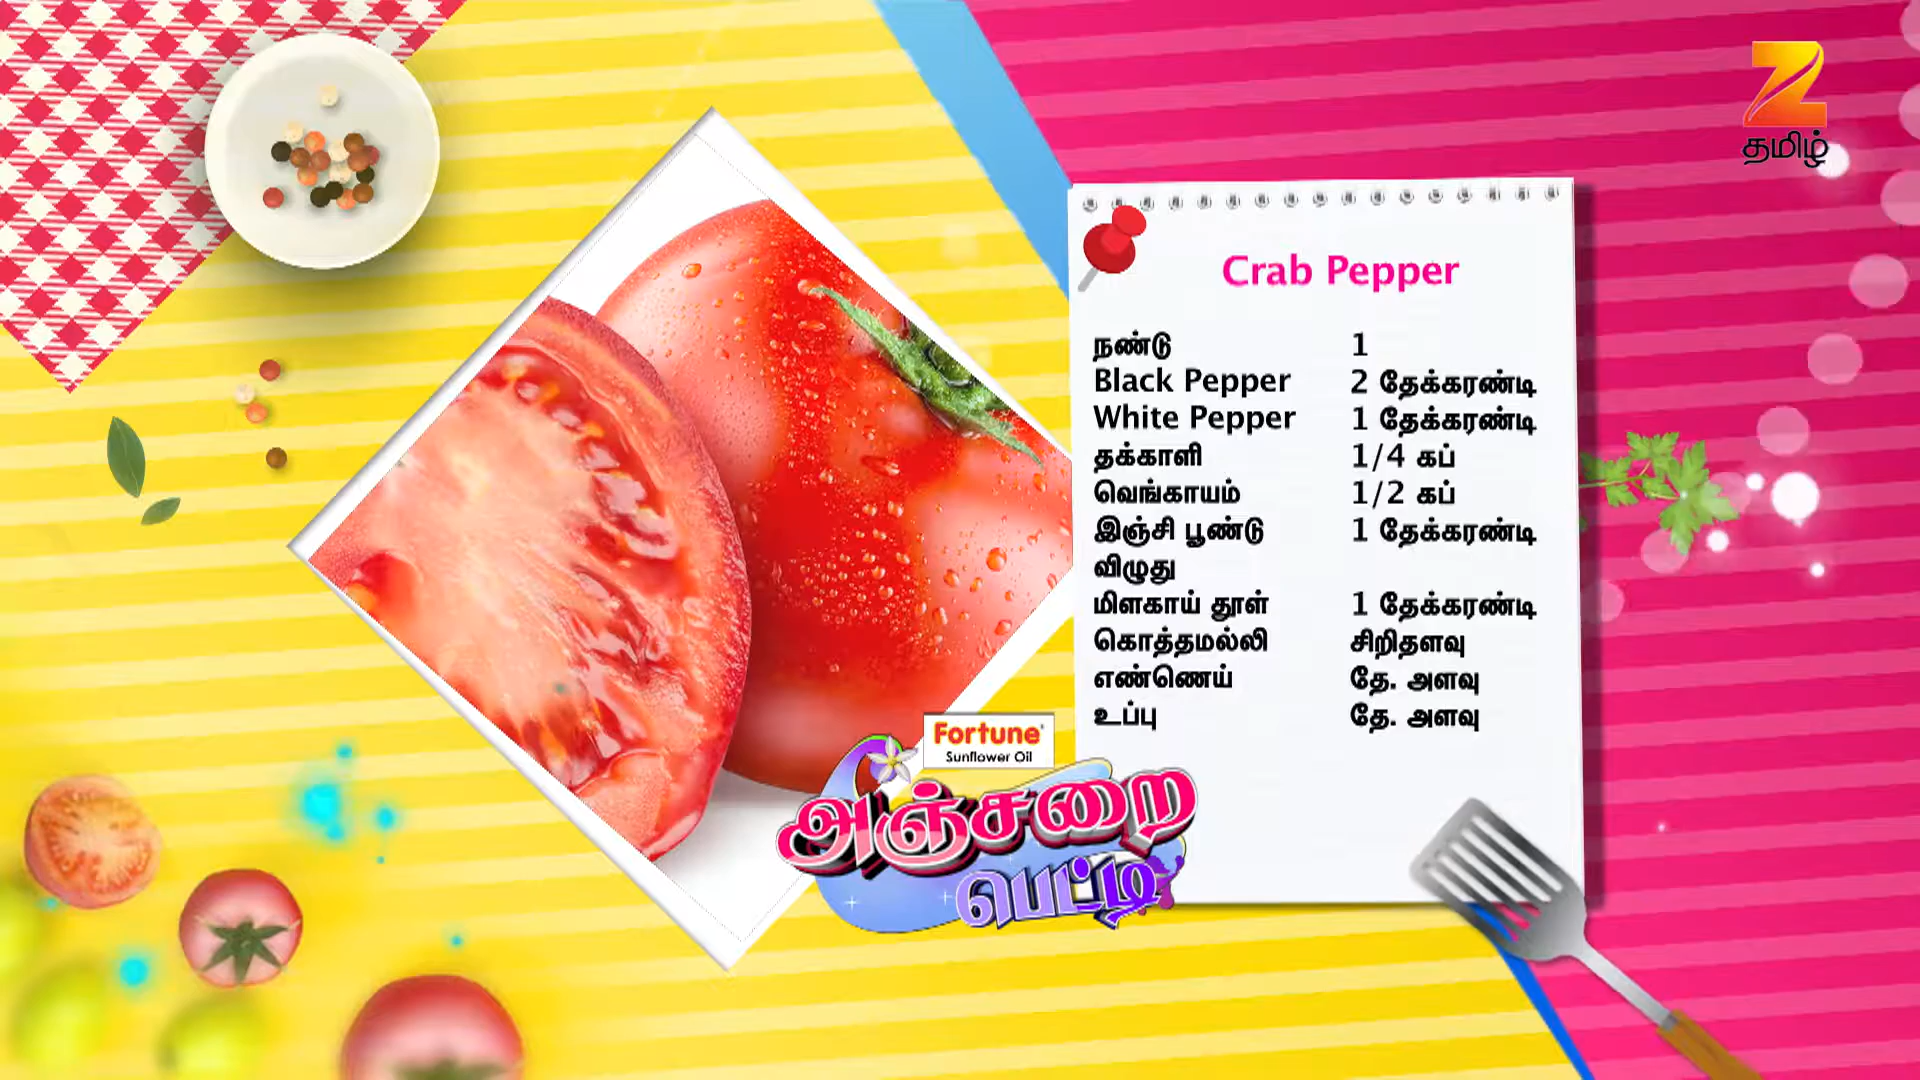 தமிழ்
Crab Pepper
நண்டு 1
Black Pepper 2 தேக்கரண்டி
White Pepper 1 தேக்கரண்டி
தக்காளி 1/4 கப்
வெங்காயம் 1/2 கப்
இஞ்சி பூண்டு 1 தேக்கரண்டி
விழுது
மிளகாய் தூள் 1 தேக்கரண்டி
கொத்தமல்லி சிறிதளவு
எண்ணெய் தே. அளவு
உப்பு தே. அளவு
Fortune
Sunflower Oil
அஞ்சறை
பெட்டி